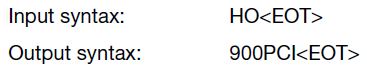 Input syntax: HO<EOT>
Output syntax: 900PCI<EOT>